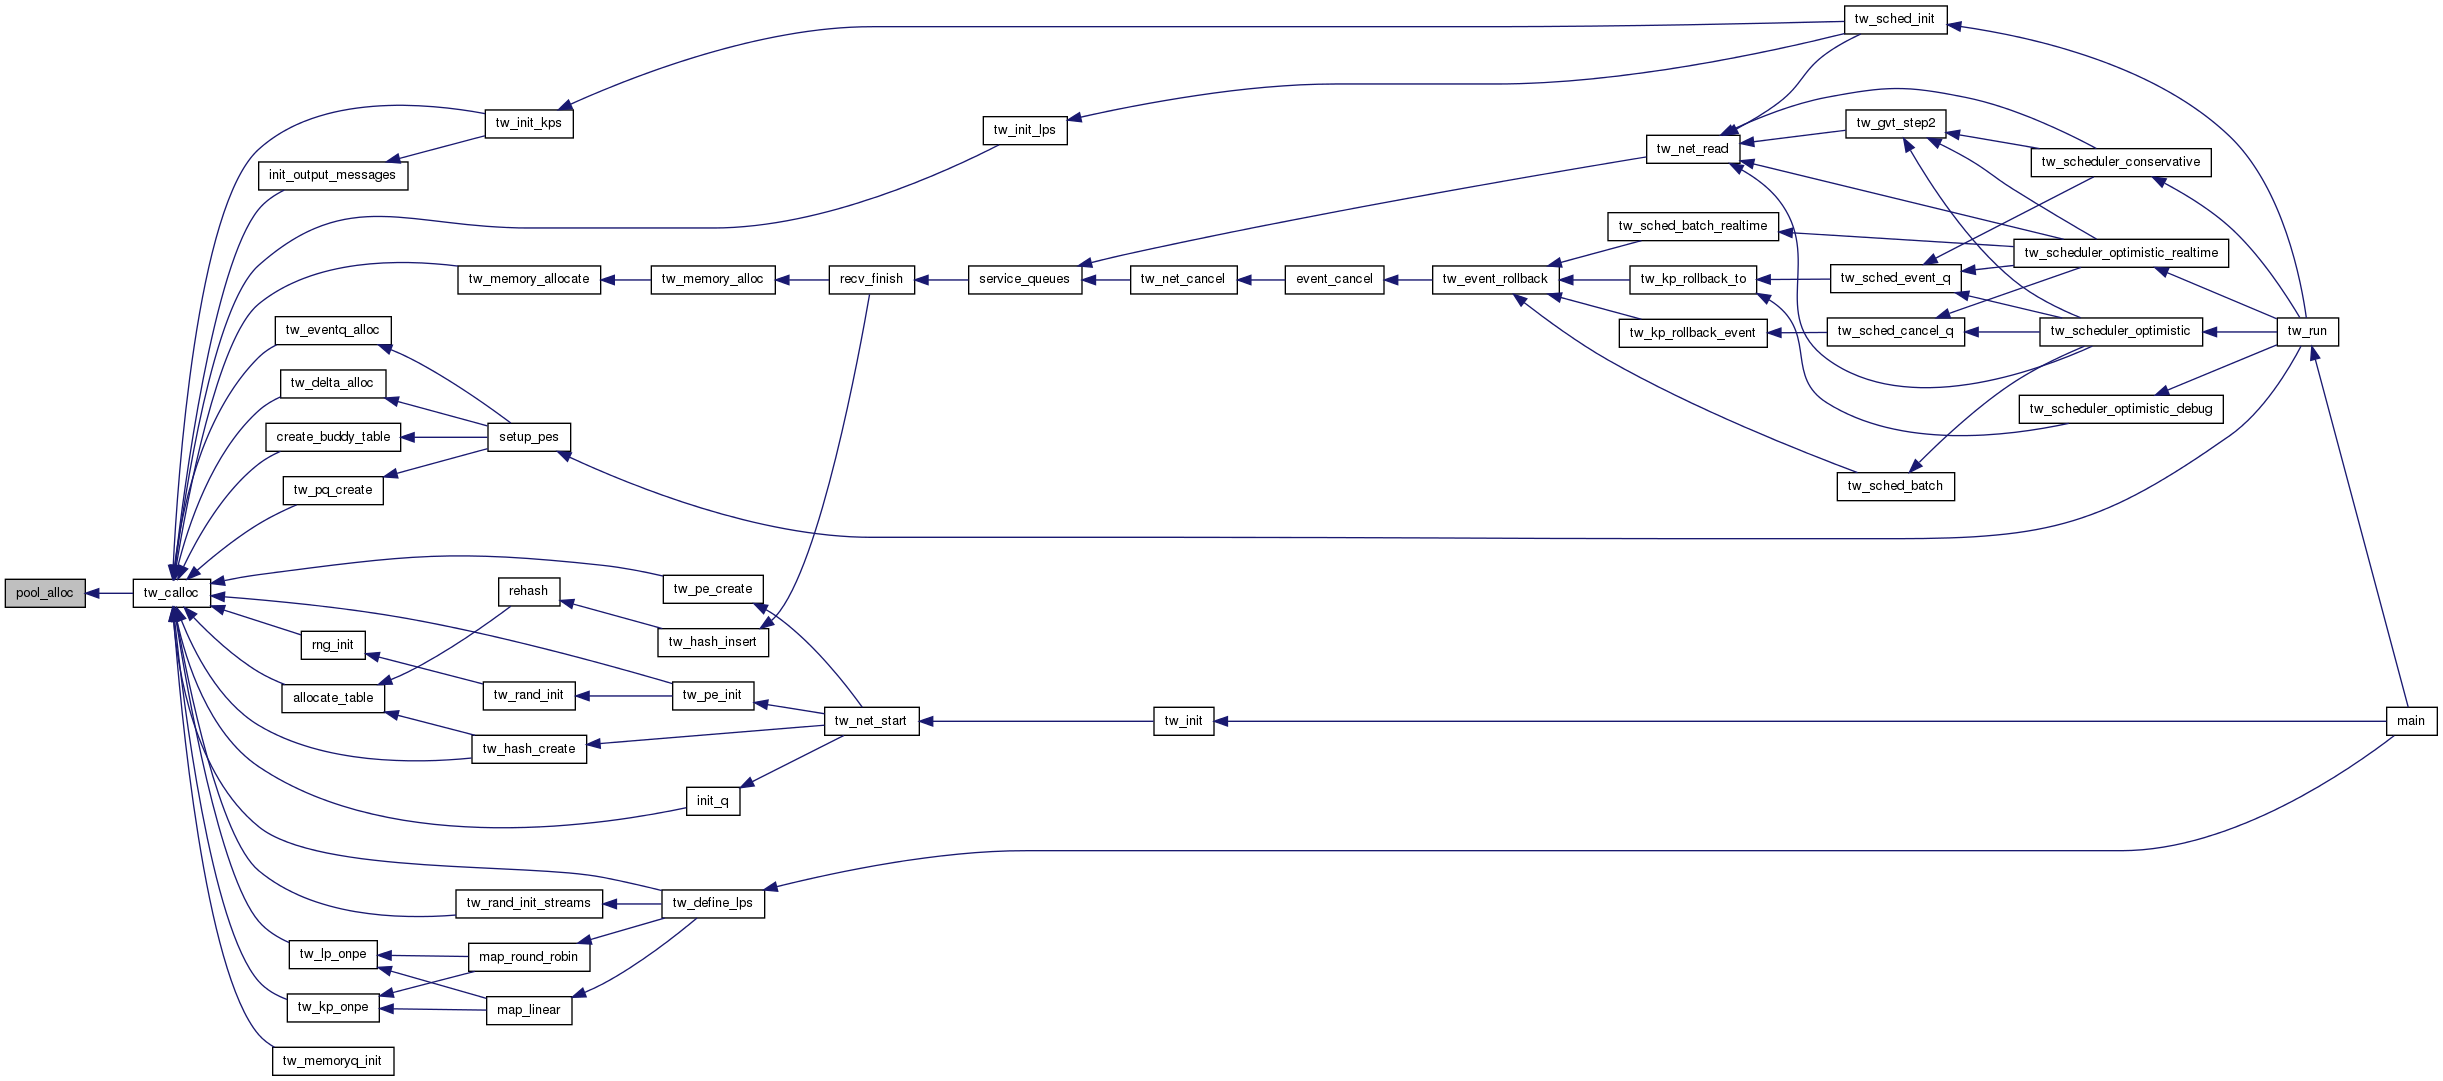 tw_sched_init
tw_init_kps
tw_gvt_step2
tw_init_lps
tw_net_read
tw_scheduler_conservative
init_output_messages
tw_sched_batch_realtime
tw_scheduler_optimistic_realtime
tw_memory_allocate
tw_memory_alloc
recv_finish
service_queues
tw_net_cancel
event_cancel
tw_event_rollback
tw_kp_rollback_to
tw_sched_event_q
tw_eventq_alloc
tw_kp_rollback_event
tw_sched_cancel_q
tw_scheduler_optimistic
tw_run
tw_delta_alloc
tw_scheduler_optimistic_debug
create_buddy_table
setup_pes
tw_pq_create
tw_sched_batch
pool_alloc
tw_calloc
rehash
tw_pe_create
rng_init
tw_hash_insert
allocate_table
tw_rand_init
tw_pe_init
tw_net_start
tw_init
main
tw_hash_create
init_q
tw_rand_init_streams
tw_define_lps
tw_lp_onpe
map_round_robin
tw_kp_onpe
map_linear
tw_memoryq_init